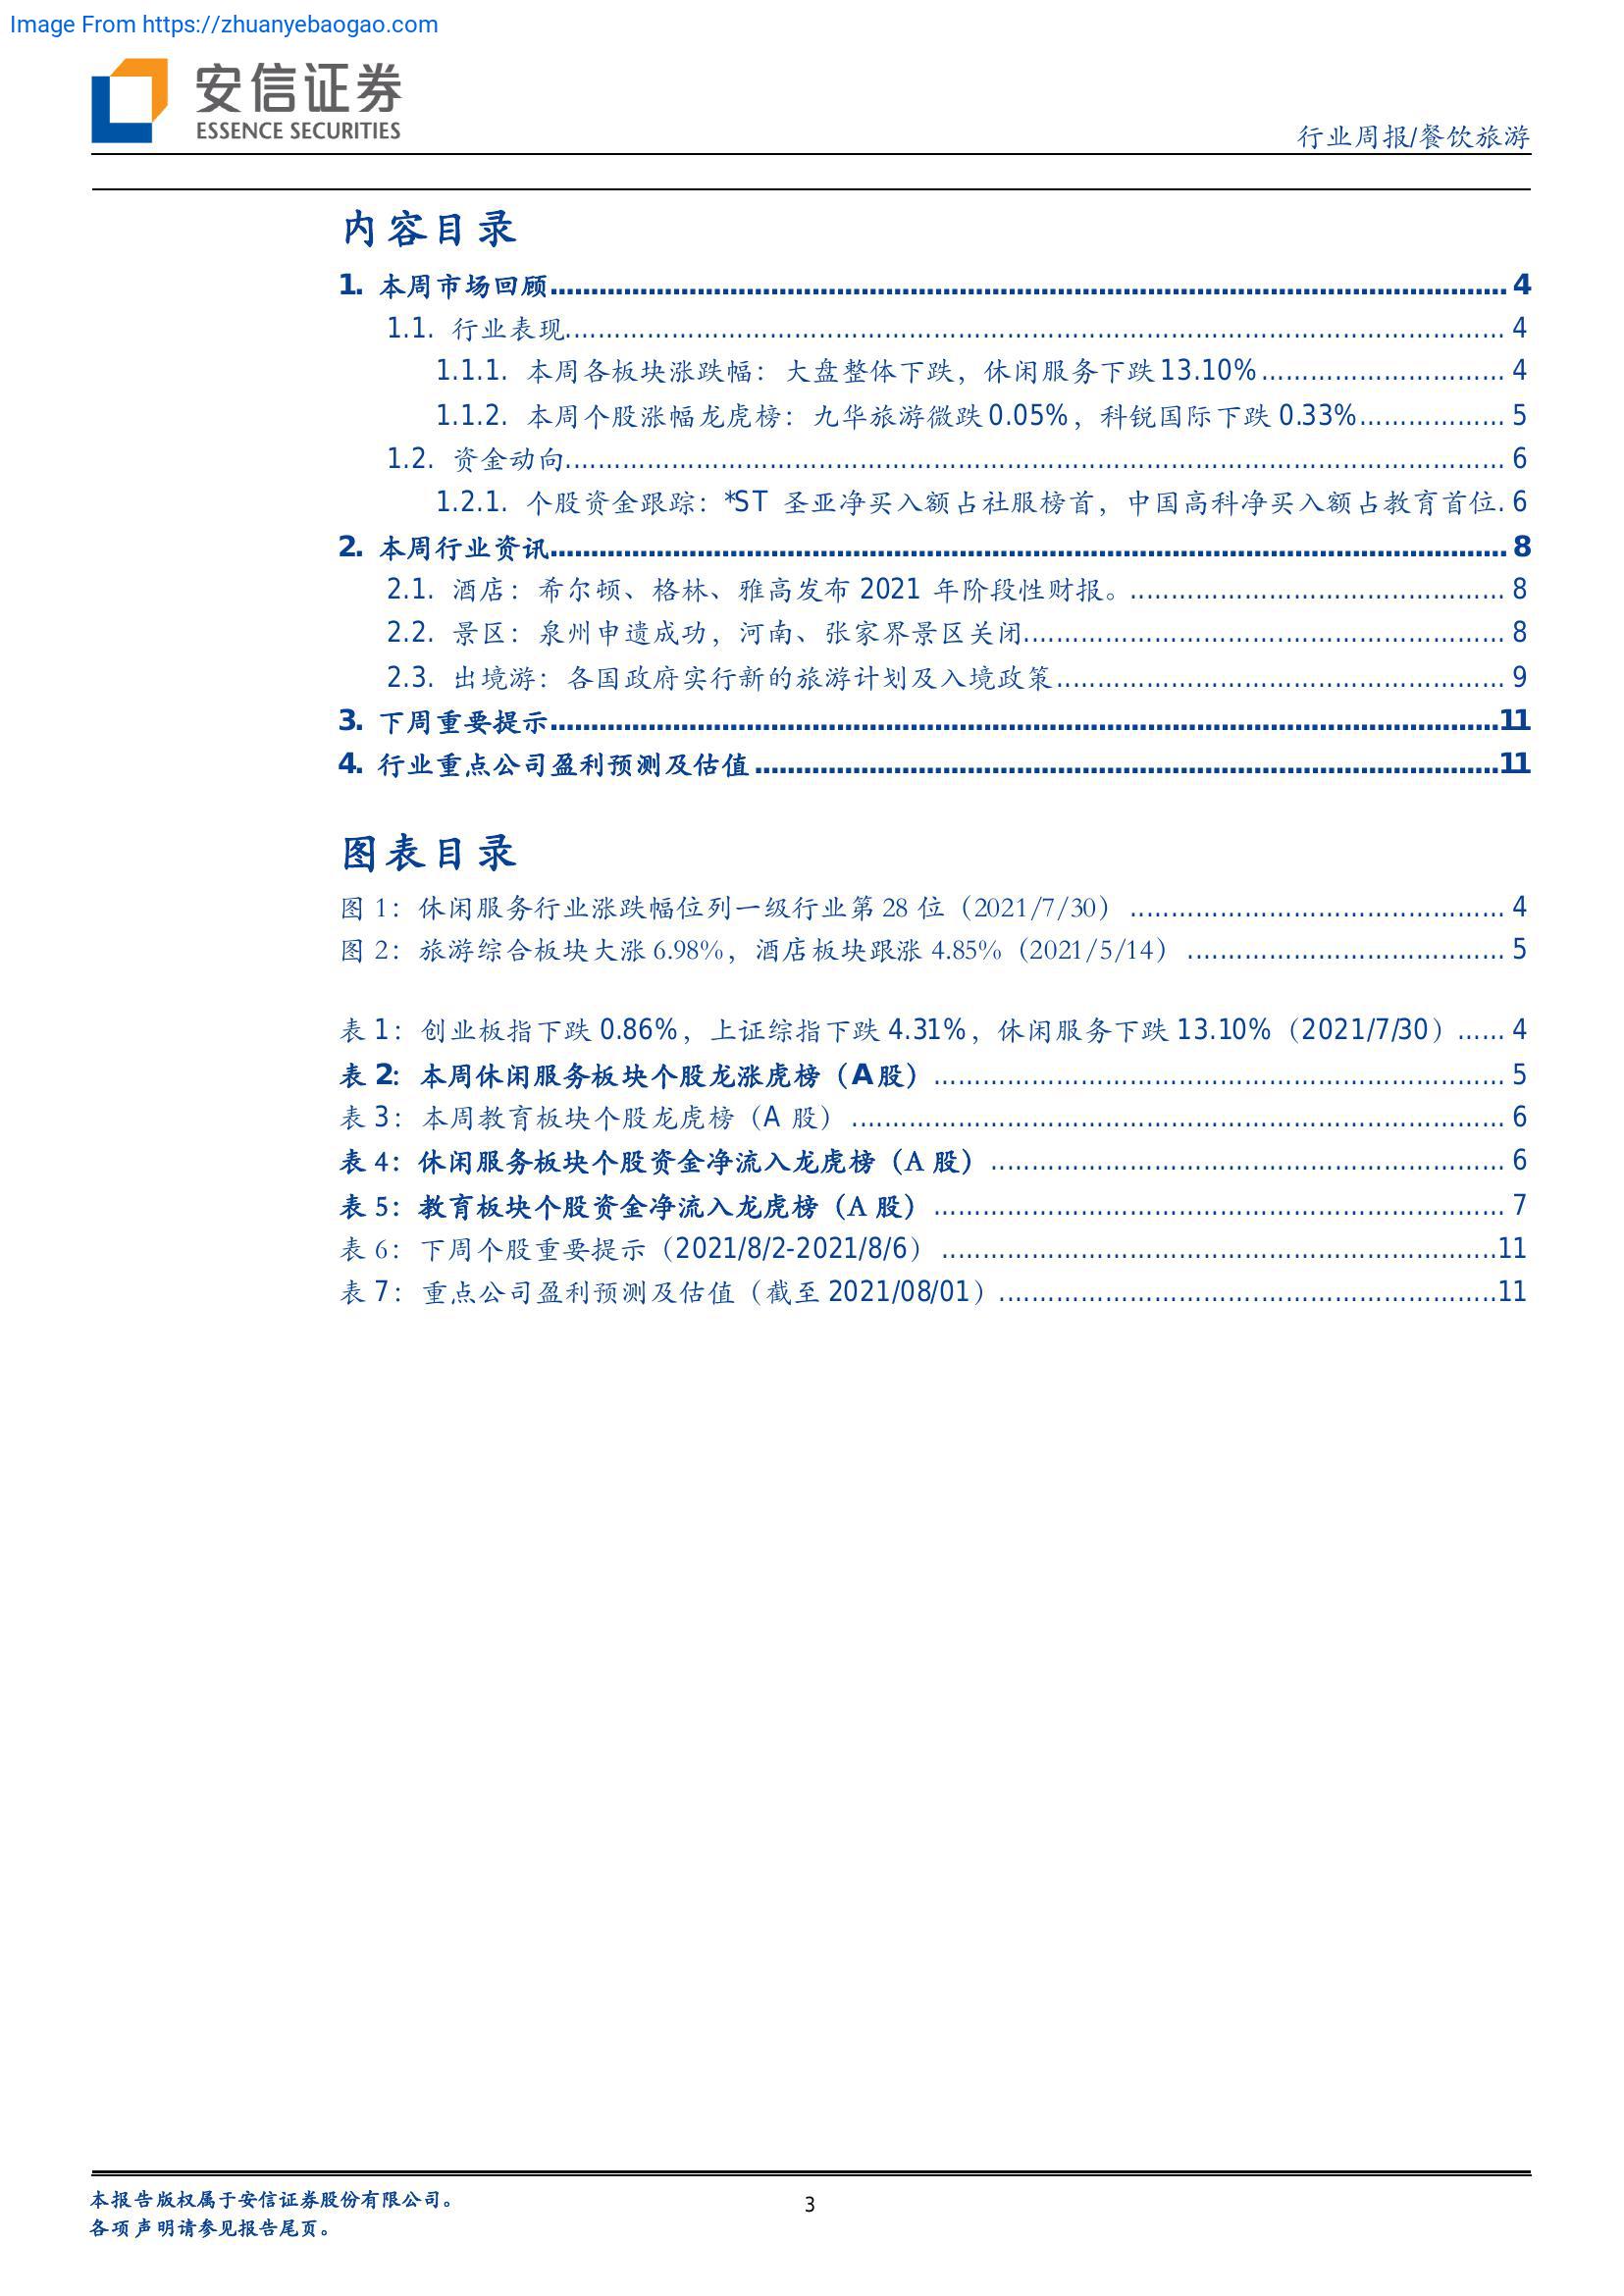 Image From https://zhuanyebaogao.com
安信证券
ESSENCE SECURITIES
行业周报/餐饮旅游
内容目录
1. 本周市场回顾 4
1.1. 行业表现 4
1.1.1. 本周各板块涨跌幅：大盘整体下跌，休闲服务下跌 13.10% 4
1.1.2. 本周个股涨幅龙虎榜：九华旅游微跌 0.05%，科锐国际下跌 0.33% 5
1.2. 资金动向 6
1.2.1. 个股资金跟踪：*ST 圣亚净买入额占社服榜首，中国高科净买入额占教育首位. 6
2. 本周行业资讯 8
2.1. 酒店：希尔顿、格林、雅高发布 2021 年阶段性财报。 8
2.2. 景区：泉州申遗成功，河南、张家界景区关闭 8
2.3. 出境游：各国政府实行新的旅游计划及入境政策 9
3. 下周重要提示 11
4. 行业重点公司盈利预测及估值 11
图表目录
图 1：休闲服务行业涨跌幅位列一级行业第 28 位（2021/7/30） 4
图 2：旅游综合板块大涨 6.98%，酒店板块跟涨 4.85%（2021/5/14） 5
表 1：创业板指下跌 0.86%，上证综指下跌 4.31%，休闲服务下跌 13.10%（2021/7/30） 4
表 2：本周休闲服务板块个股龙涨虎榜（A 股） 5
表 3：本周教育板块个股龙虎榜（A 股） 6
表 4：休闲服务板块个股资金净流入龙虎榜（A 股） 6
表 5：教育板块个股资金净流入龙虎榜（A 股） 7
表 6：下周个股重要提示（2021/8/2-2021/8/6） 11
表 7：重点公司盈利预测及估值（截至 2021/08/01） 11
本报告版权属于安信证券股份有限公司。
3
各项声明请参见报告尾页。